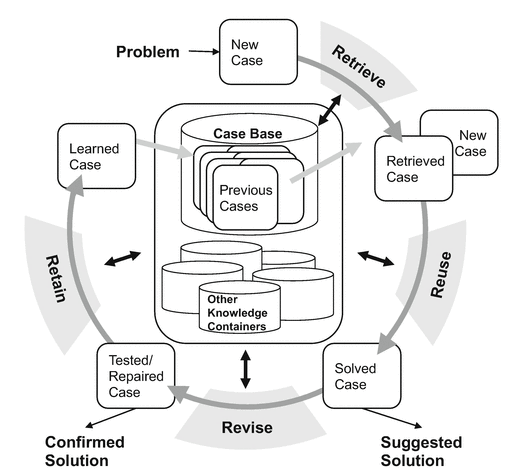 Problem
New
Case
Retrieve
Case Base
Learned
Case
New
Case
Retrieved
Case
Previous
Cases
Retain
Reuse
Other
Knowledge
Containers
Tested/
Repaired
Case
Solved
Case
Revise
Confirmed
Solution
Suggested
Solution